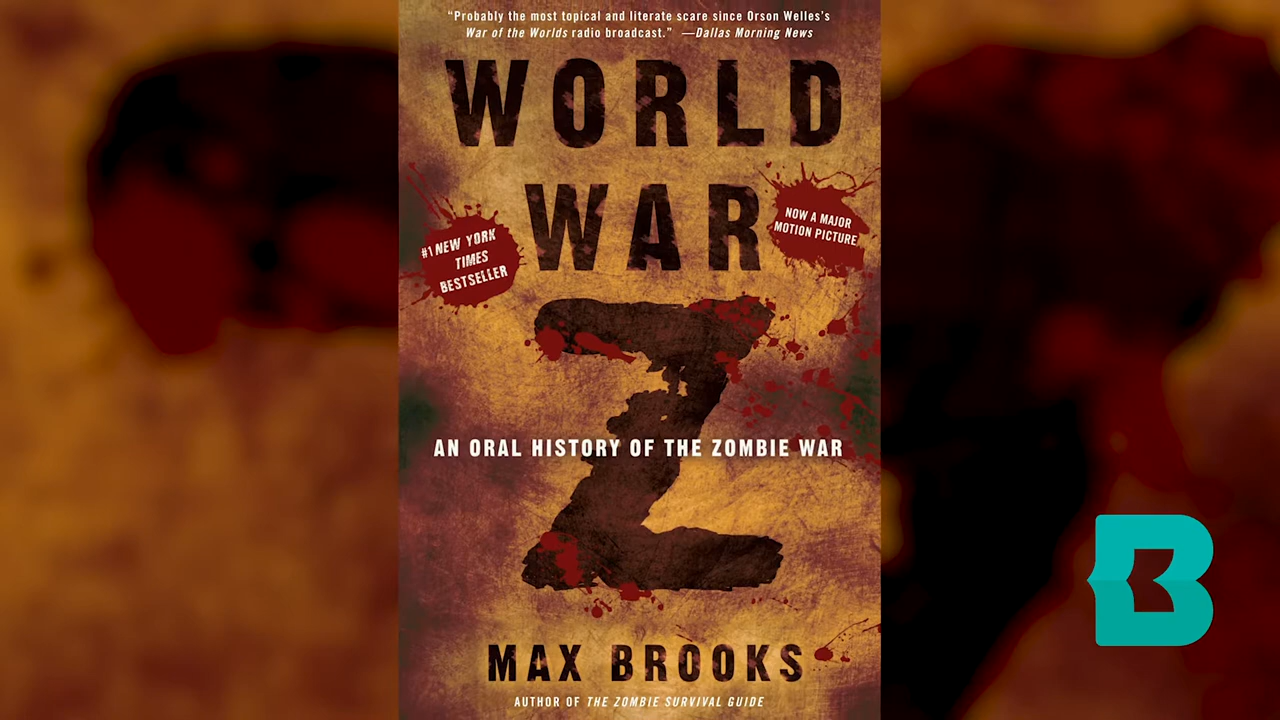 “Probably the most topical and literate scare since Orson Welles’s
War of the Worlds radio broadcast.” —Dallas Morning News
WORLD
WAR
#1 NEW YORK
TIMES
BESTSELLER
NOW A MAJOR
MOTION PICTURE
Z
AN ORAL HISTORY OF THE ZOMBIE WAR
MAX BROOKS
AUTHOR OF THE ZOMBIE SURVIVAL GUIDE
B